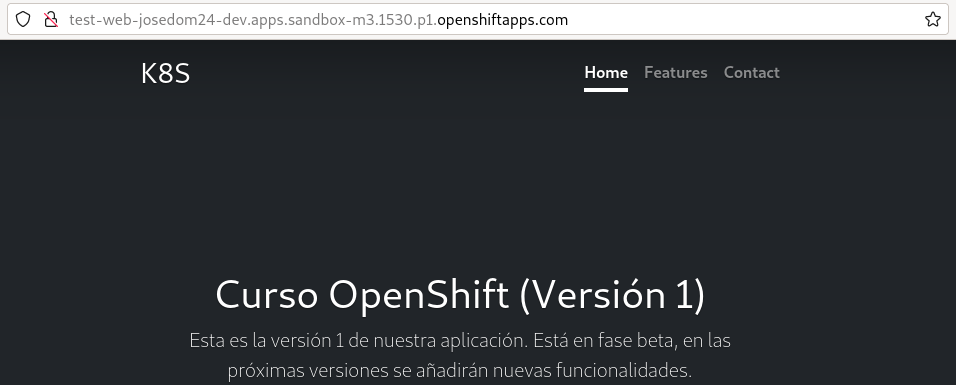 test-web-josedom24-dev.apps.sandbox-m3.1530.p1.openshiftapps.com
K8S
Home Features Contact
Curso OpenShift (Versión 1)
Esta es la versión 1 de nuestra aplicación. Está en fase beta, en las
próximas versiones se añadirán nuevas funcionalidades.